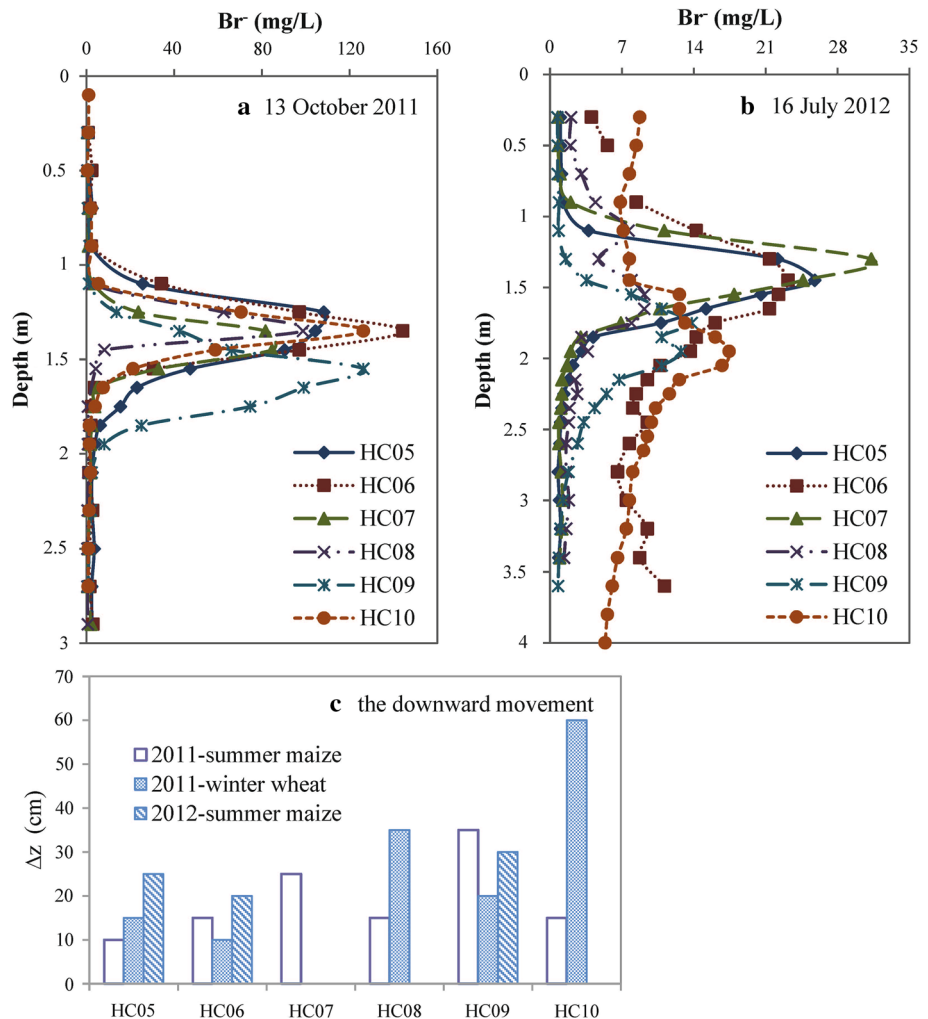 Br⁻ (mg/L)
0 40 80 120 160
0
0.5
1
1.5
2
2.5
3
Depth (m)
a 13 October 2011
HC05
HC06
HC07
HC08
HC09
HC10
Br⁻ (mg/L)
0 7 14 21 28 35
0
0.5
1
1.5
2
2.5
3
3.5
4
Depth (m)
b 16 July 2012
HC05
HC06
HC07
HC08
HC09
HC10
70
60
50
40
30
20
10
0
Δz (cm)
c the downward movement
2011-summer maize
2011-winter wheat
2012-summer maize
HC05 HC06 HC07 HC08 HC09 HC10